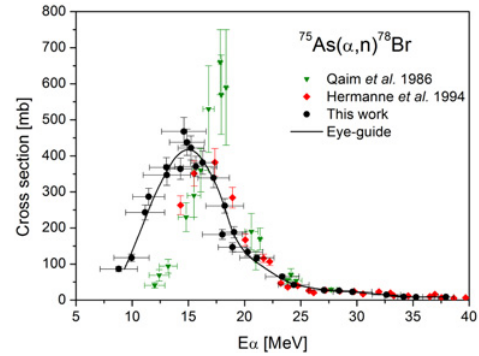 800
700
600
500
400
300
200
100
0
Cross section [mb]
⁷⁵As(α,n)⁷⁸Br
Qaim et al. 1986
Hermanne et al. 1994
This work
Eye-guide
5 10 15 20 25 30 35 40
Eα [MeV]